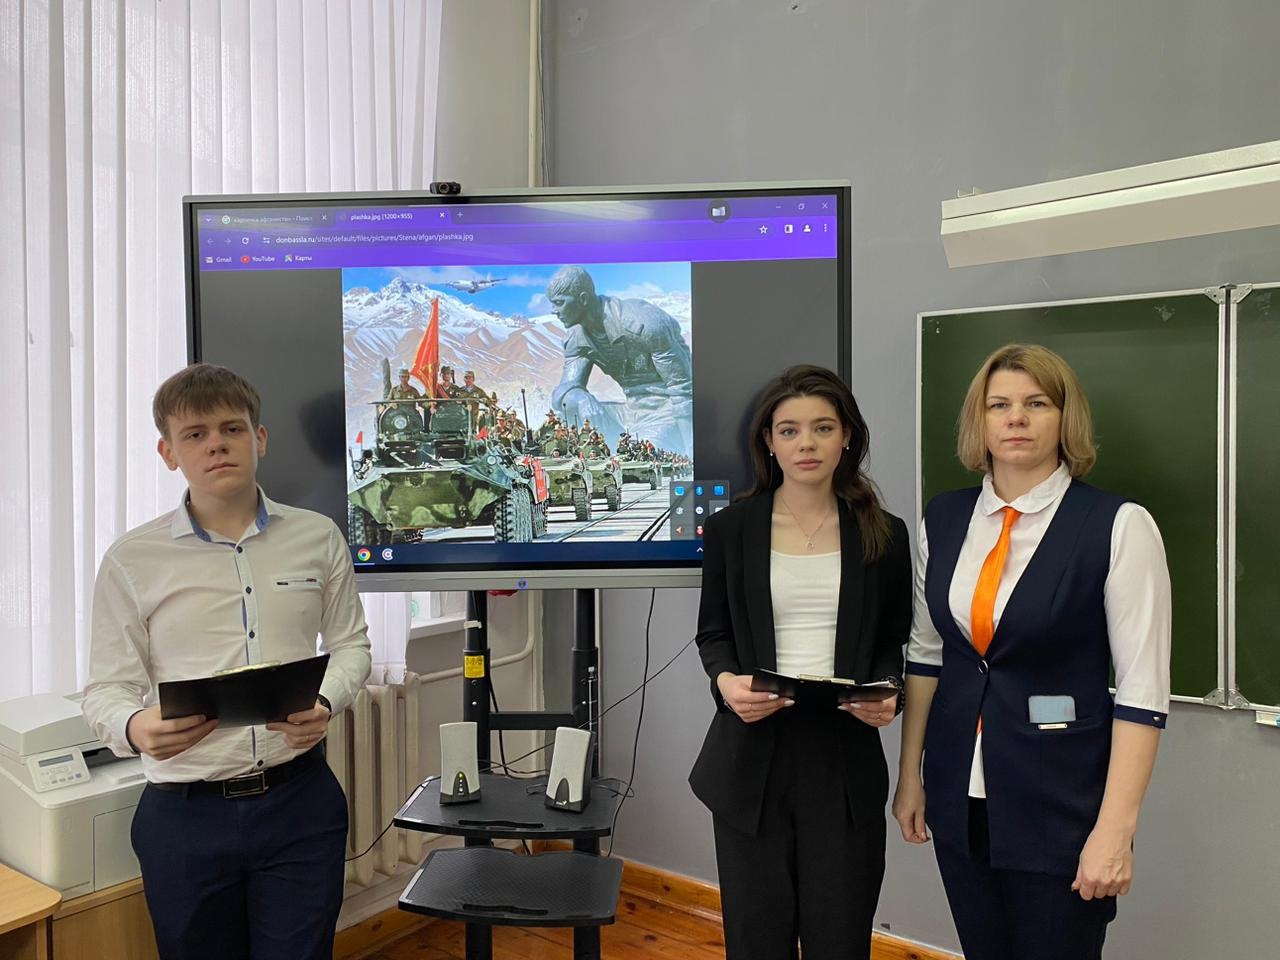 картинка афганистан - Поиск
plashka.jpg (1200×955)
donbassla.ru/sites/default/files/pictures/Stena/afgan/plashka.jpg
Gmail
YouTube
Карты